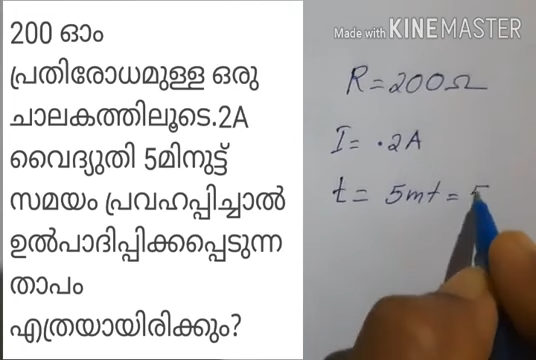 Made with KINEMASTER
200 ഓം
പ്രതിരോധമുള്ള ഒരു
ചാലകത്തിലൂടെ.2A
വൈദ്യുതി 5മിനുട്ട്
സമയം പ്രവഹപ്പിച്ചാൽ
ഉൽപാദിപ്പിക്കപ്പെടുന്ന
താപം
എത്രയായിരിക്കും?
R=200Ω
I= .2A
t= 5mt = 5